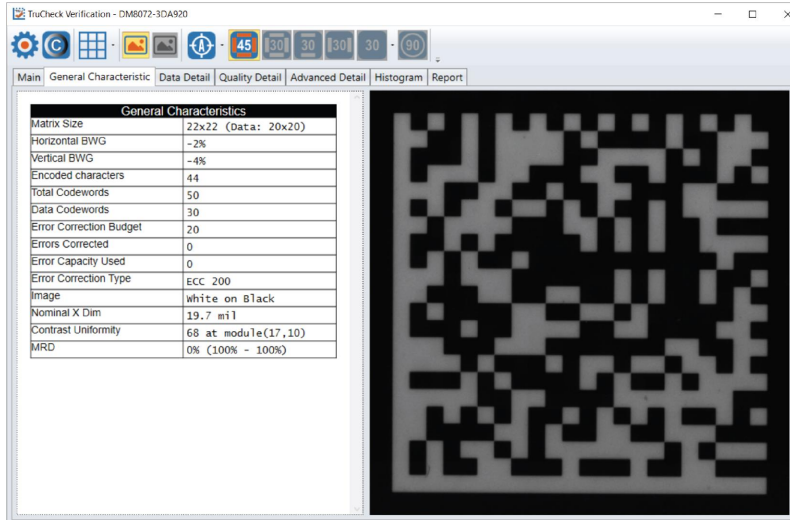 TruCheck Verification - DM8072-3DA920
45 30 30 30 30 90
Main General Characteristic Data Detail Quality Detail Advanced Detail Histogram Report
General Characteristics
Matrix Size 22x22 (Data: 20x20)
Horizontal BWG -2%
Vertical BWG -4%
Encoded characters 44
Total Codewords 50
Data Codewords 30
Error Correction Budget 20
Errors Corrected 0
Error Capacity Used 0
Error Correction Type ECC 200
Image White on Black
Nominal X Dim 19.7 mil
Contrast Uniformity 68 at module(17,10)
MRD 0% (100% - 100%)